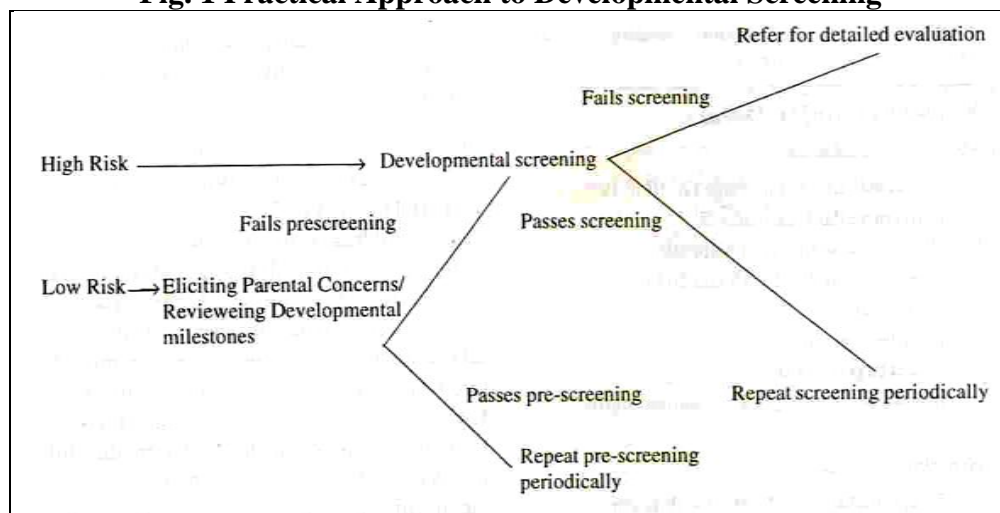 Fig. 1 Practical Approach to Developmental Screening
Refer for detailed evaluation
Fails screening
High Risk
Developmental screening
Fails prescreening
Passes screening
Low Risk
Eliciting Parental Concerns/
Revieweing Developmental
milestones
Passes pre-screening
Repeat screening periodically
Repeat pre-screening
periodically